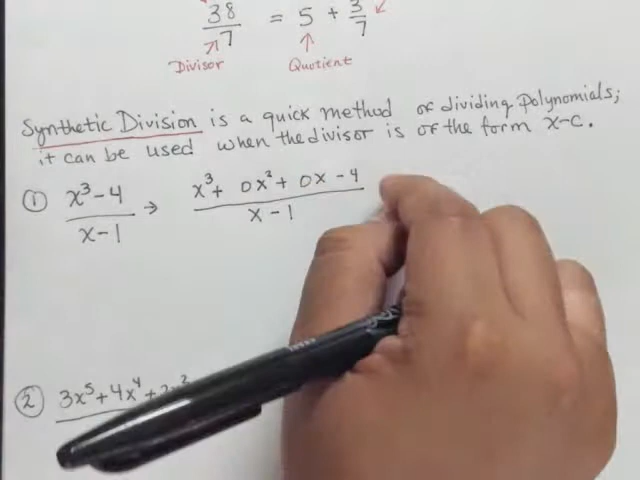 38/7 = 5 + 3/7
Divisor Quotient
Synthetic Division is a quick method of dividing Polynomials;
it can be used when the divisor is of the form x-c.
① x³-4 / x-1 → x³+ 0x²+ 0x -4 / x-1
② 3x⁵+4x⁴+